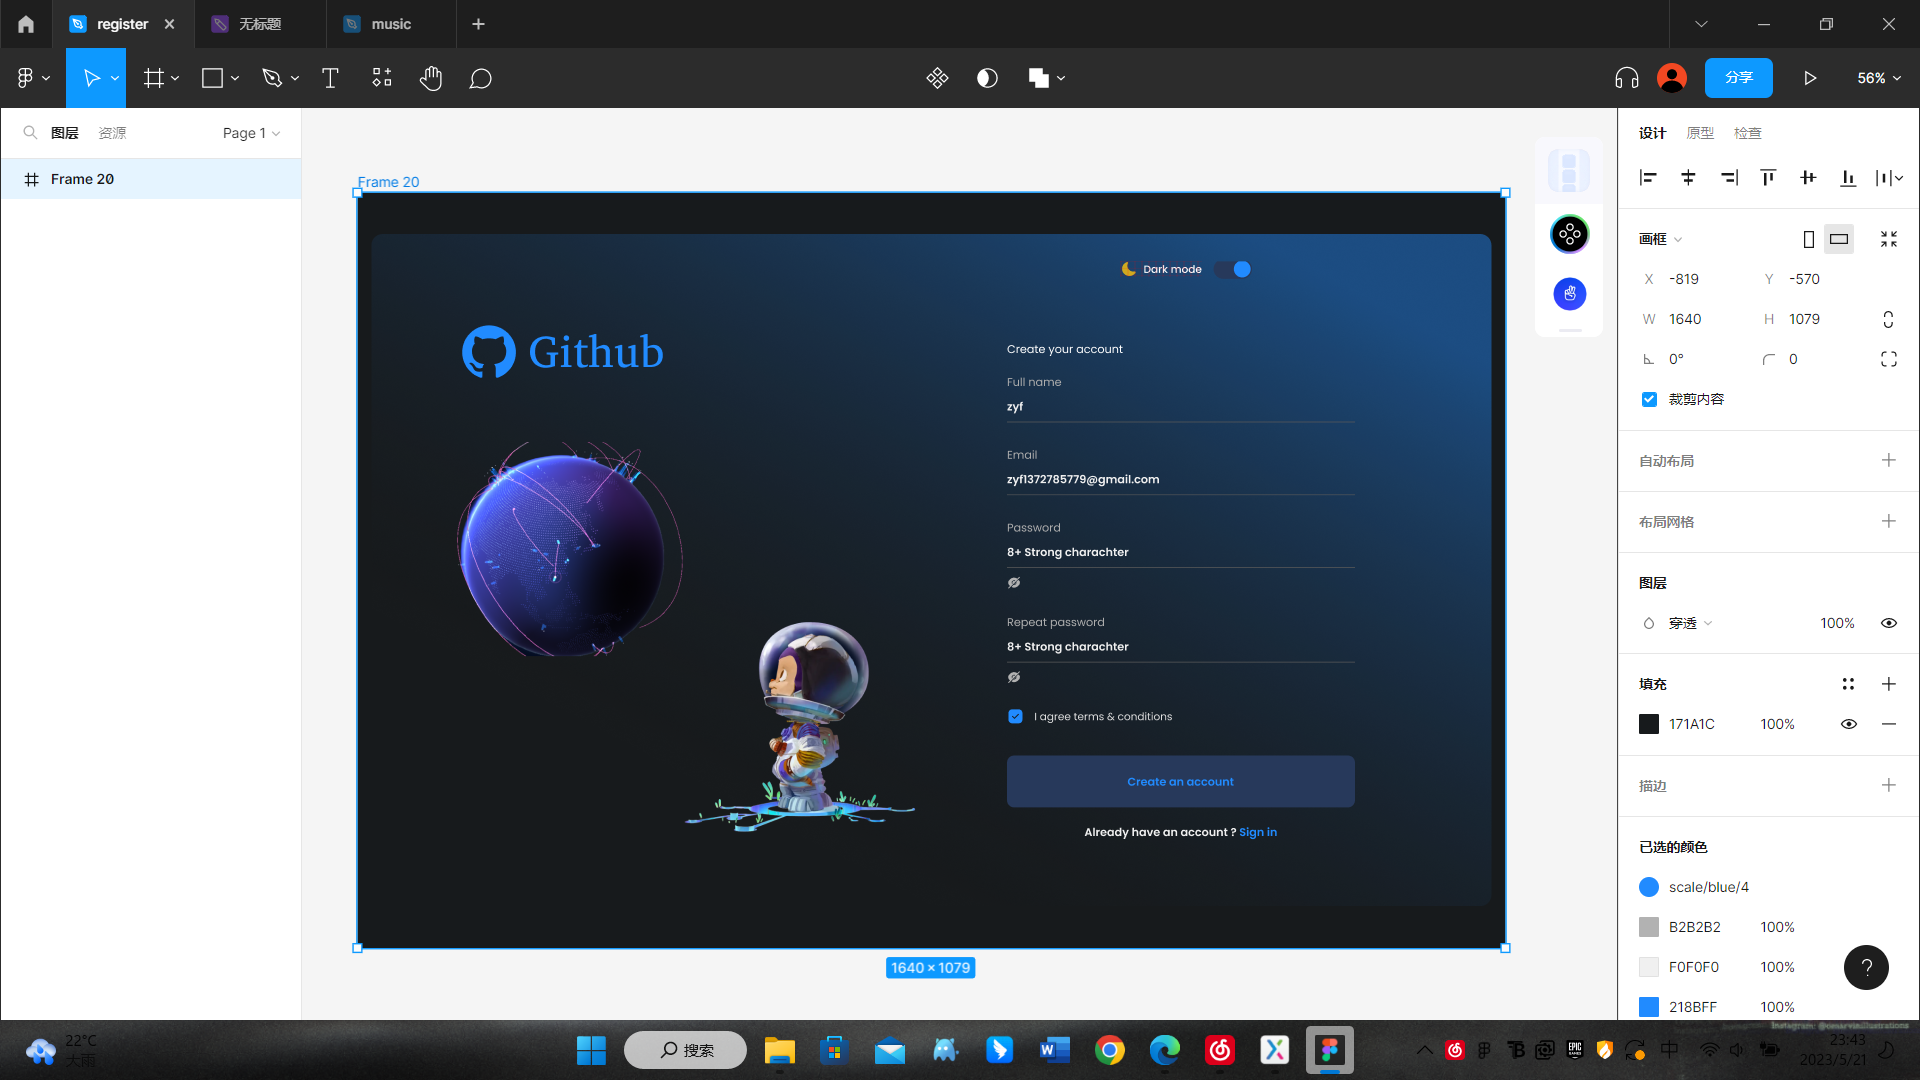 register
无标题
music
分享
56%
图层 资源 Page 1
Frame 20
Frame 20
Dark mode
Github
Create your account
Full name
zyf
Email
zyf1372785779@gmail.com
Password
8+ Strong charachter
Repeat password
8+ Strong charachter
I agree terms & conditions
Create an account
Already have an account ? Sign in
1640 × 1079
设计 原型 检查
画框
X -819 Y -570
W 1640 H 1079
0° 0
裁剪内容
自动布局
布局网格
图层
穿透 100%
填充
171A1C 100%
描边
已选的颜色
scale/blue/4
B2B2B2 100%
F0F0F0 100%
218BFF 100%
?
22°C
大雨
搜索
W
EPIC
GAMES
中
Instagram: @cesarvsillustrations
23:43
2023/5/21